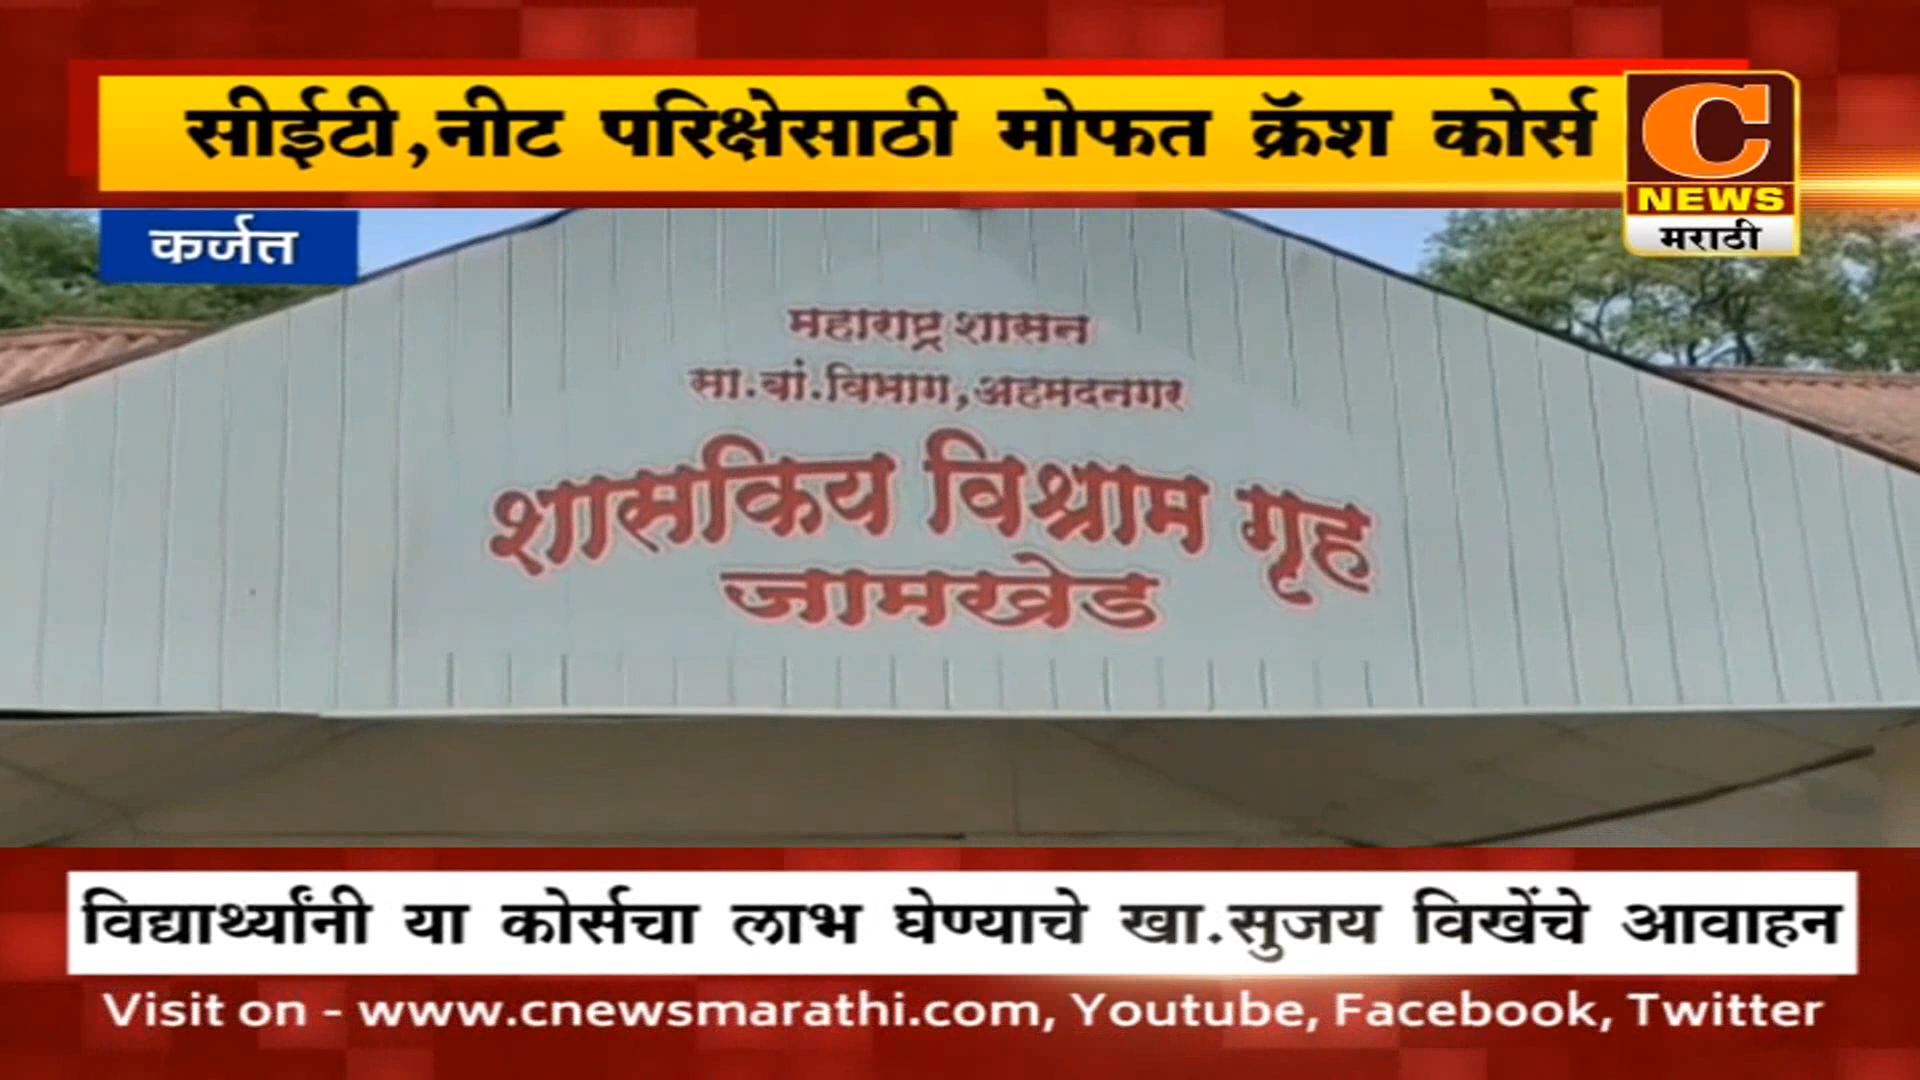 सीईटी,नीट परिक्षेसाठी मोफत क्रॅश कोर्स
C
NEWS
मराठी
कर्जत
महाराष्ट्र शासन
सा.बां.विभाग,अहमदनगर
शासकिय विश्राम गृह
जामखेड
विद्यार्थ्यांनी या कोर्सचा लाभ घेण्याचे खा.सुजय विखेंचे आवाहन
Visit on - www.cnewsmarathi.com, Youtube, Facebook, Twitter